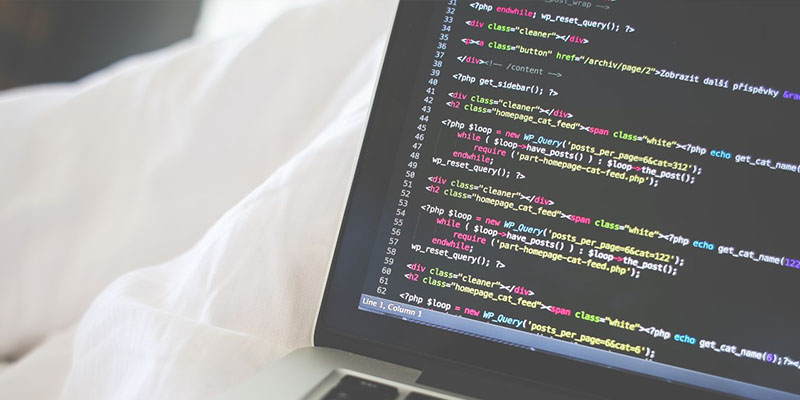 31 _post_wrap -->
32 <?php endwhile; wp_reset_query(); ?>
33
34 <div class="cleaner"></div>
35
36 <p><a class="button" href="/archiv/page/2">Zobrazit další příspěvky &ra
37
38 </div><!-- /content -->
39
40 <?php get_sidebar(); ?>
41
42 <div class="cleaner"></div>
43 <h2 class="homepage_cat_feed"><span class="white"><?php echo get_cat_name(
44
45 <?php $loop = new WP_Query('posts_per_page=6&cat=312');
46 while ( $loop->have_posts() ) : $loop->the_post();
47 require ('part-homepage-cat-feed.php');
48 endwhile;
49 wp_reset_query(); ?>
50
51 <div class="cleaner"></div>
52 <h2 class="homepage_cat_feed"><span class="white"><?php echo get_cat_name(122
53
54 <?php $loop = new WP_Query('posts_per_page=6&cat=122');
55 while ( $loop->have_posts() ) : $loop->the_post();
56 require ('part-homepage-cat-feed.php');
57 endwhile;
58 wp_reset_query(); ?>
59
60 <div class="cleaner"></div>
61 <h2 class="homepage_cat_feed"><span class="white"><?php echo get_cat_name(6);?></
62
<?php $loop = new WP_Query('posts_per_page=6&cat=6');
Line 1, Column 1